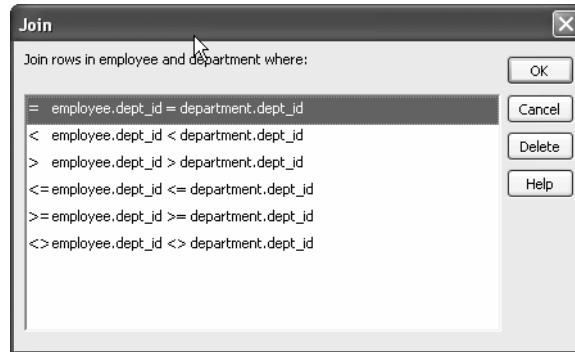 Join
Join rows in employee and department where:
= employee.dept_id = department.dept_id
< employee.dept_id < department.dept_id
> employee.dept_id > department.dept_id
<= employee.dept_id <= department.dept_id
>= employee.dept_id >= department.dept_id
<> employee.dept_id <> department.dept_id
OK
Cancel
Delete
Help